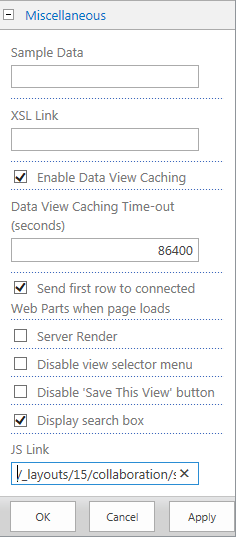 Miscellaneous
Sample Data
XSL Link
Enable Data View Caching
Data View Caching Time-out
(seconds)
86400
Send first row to connected
Web Parts when page loads
Server Render
Disable view selector menu
Disable 'Save This View' button
Display search box
JS Link
/_layouts/15/collaboration/s
OK Cancel Apply